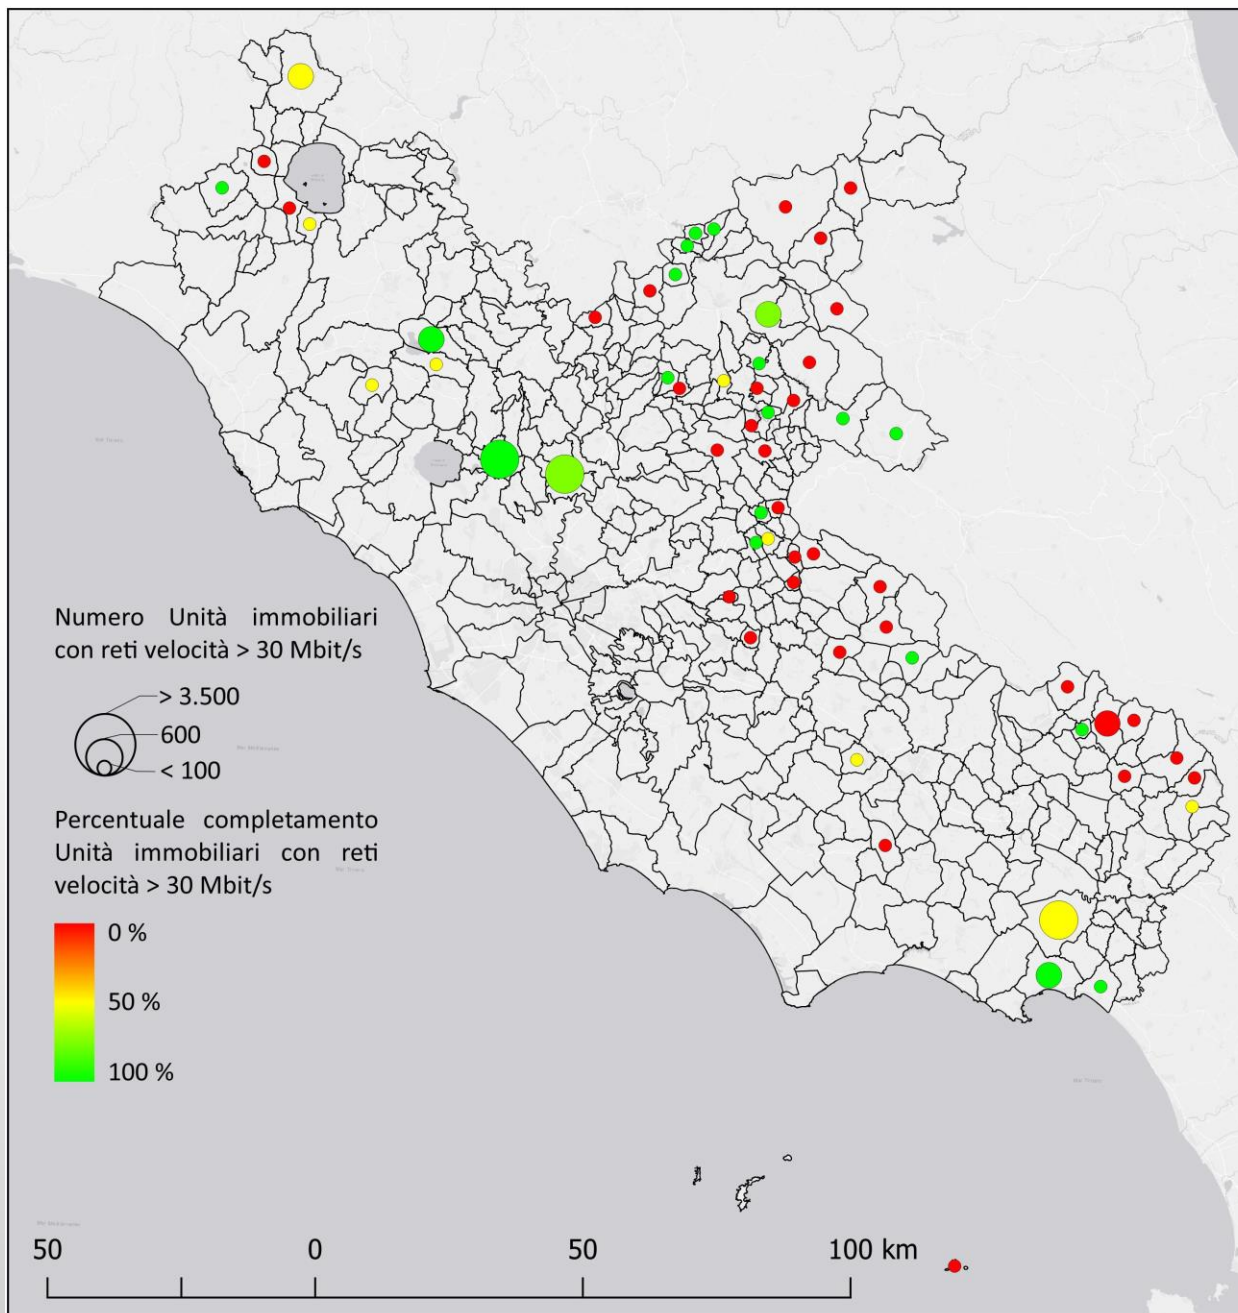 Numero Unità immobiliari
con reti velocità > 30 Mbit/s
> 3.500
600
< 100
Percentuale completamento
Unità immobiliari con reti
velocità > 30 Mbit/s
0 %
50 %
100 %
50
0
50
100 km